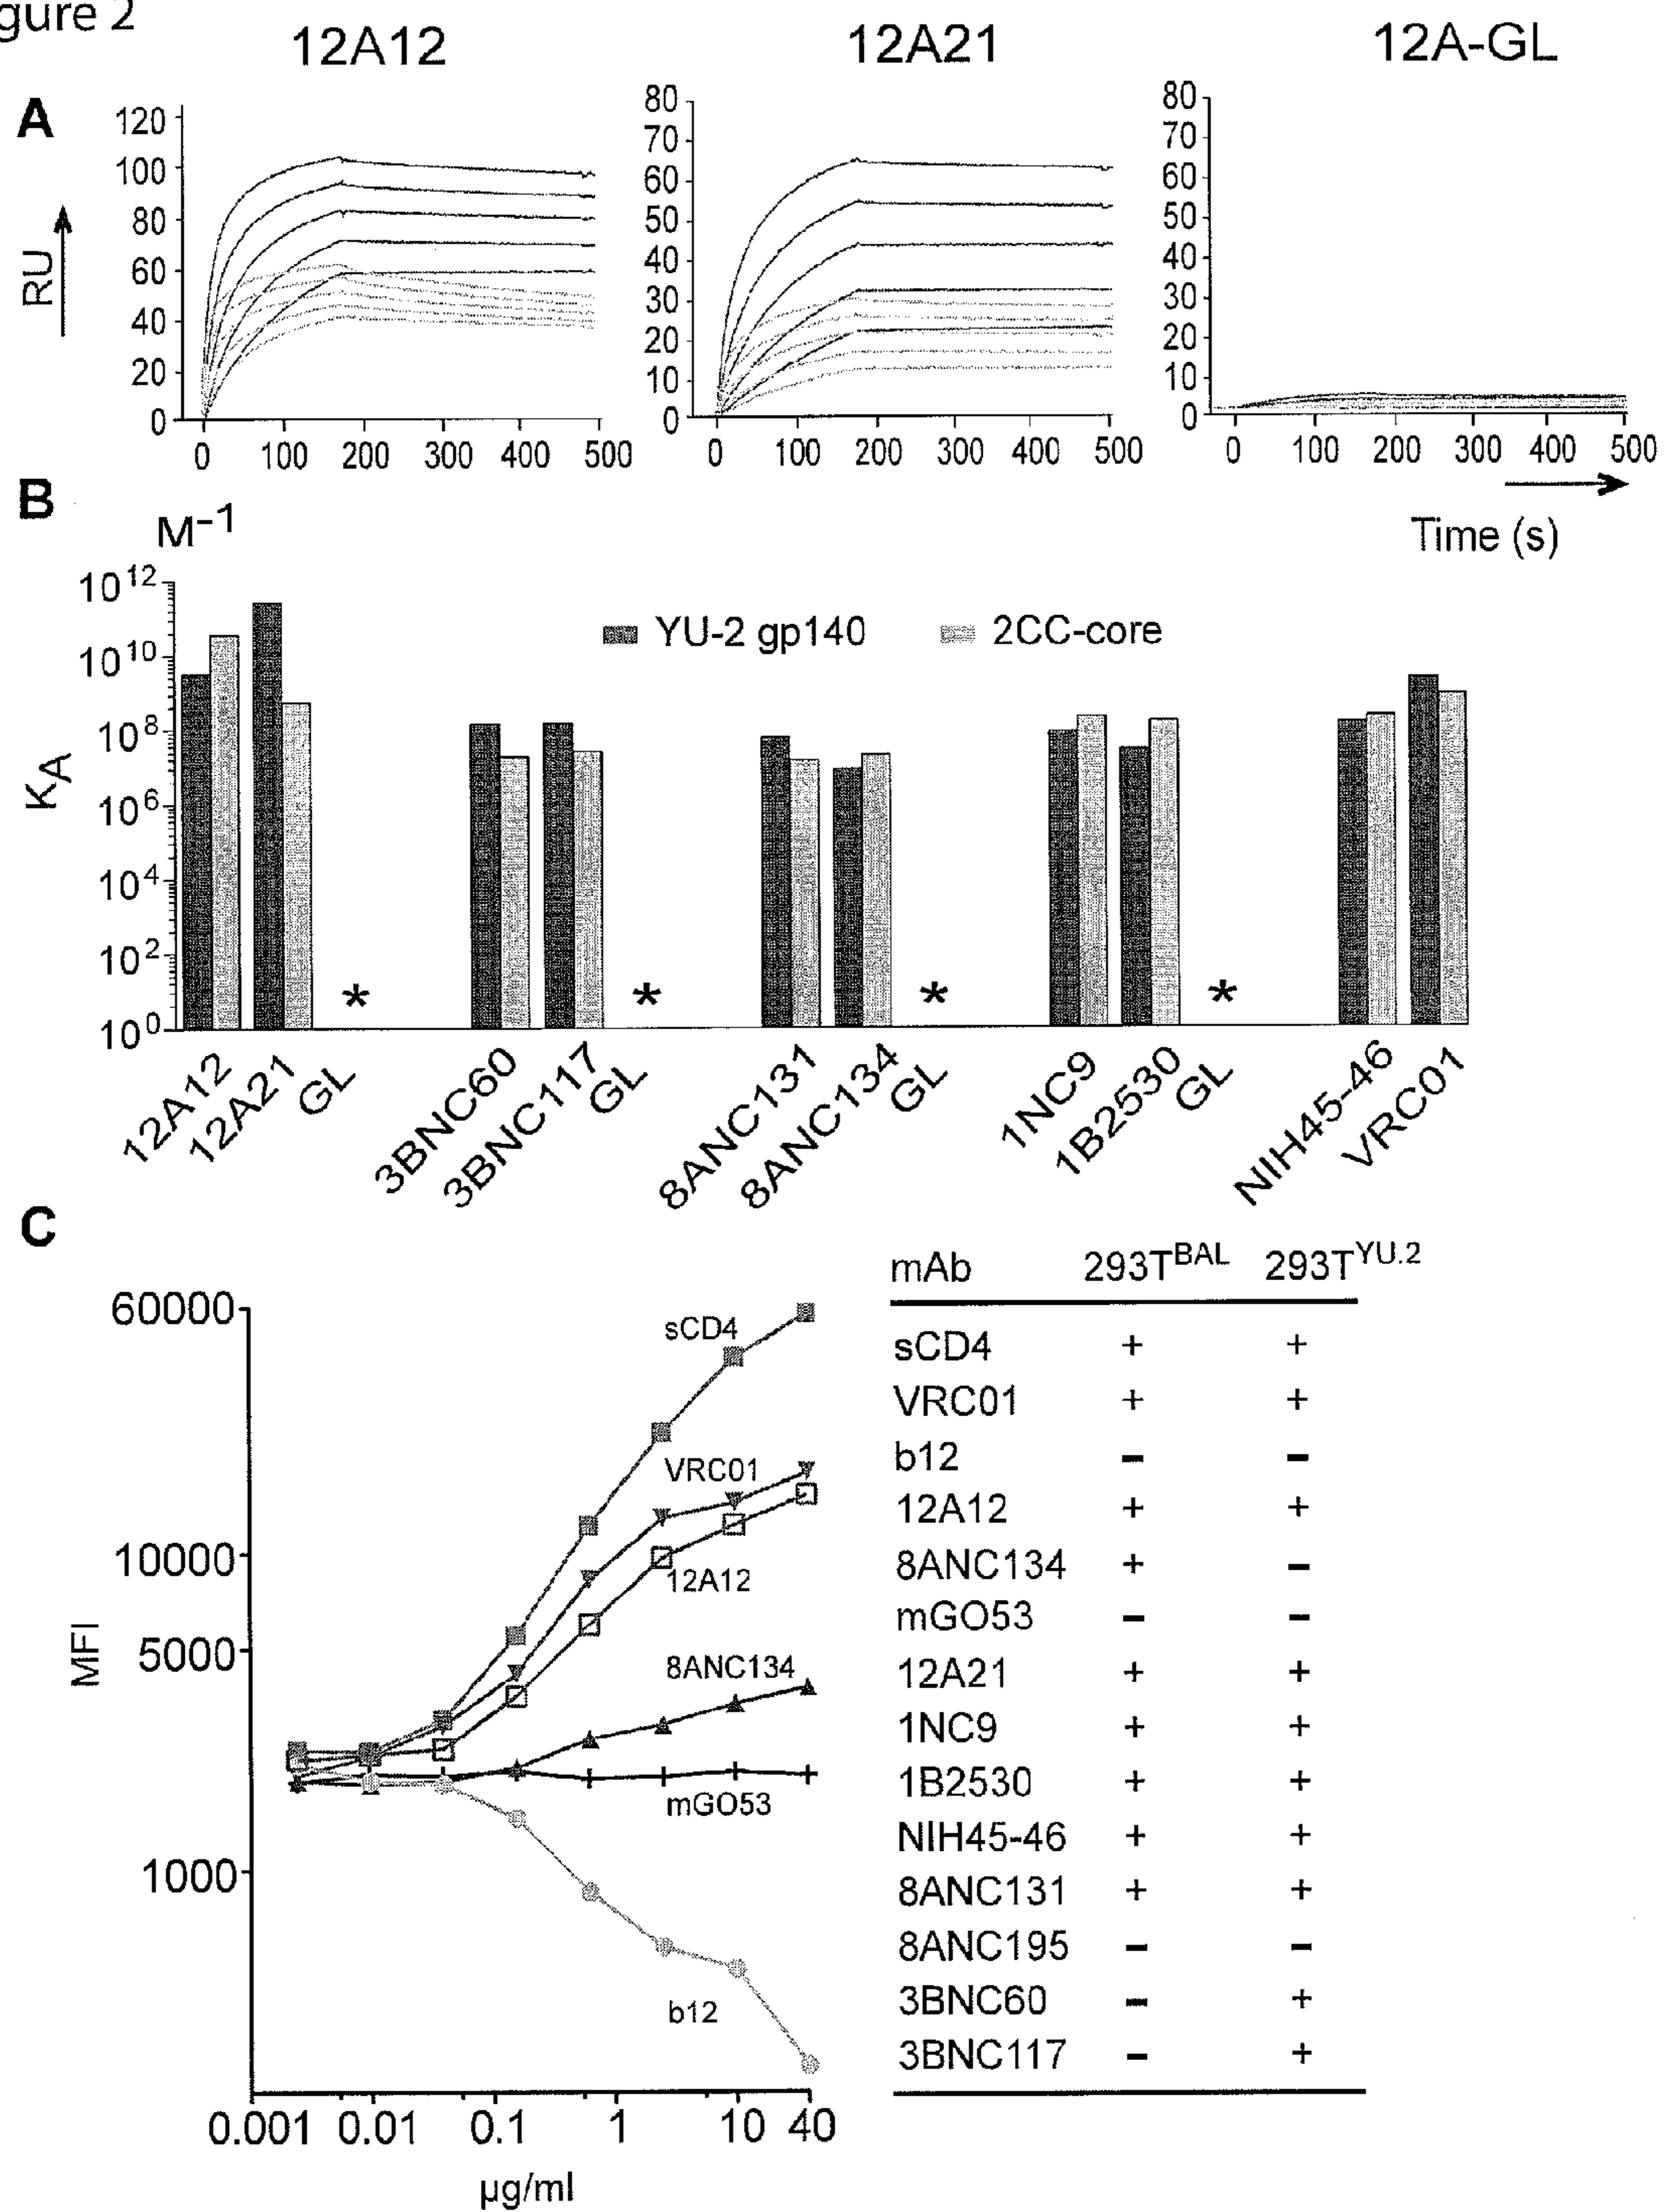 gure 2
12A12 12A21 12A-GL
A
RU
120
100
80
60
40
20
0
0 100 200 300 400 500
80
70
60
50
40
30
20
10
0
0 100 200 300 400 500
80
70
60
50
40
30
20
10
0
0 100 200 300 400 500
Time (s)
B
M⁻¹
K_A
10¹²
10¹⁰
10⁸
10⁶
10⁴
10²
10⁰
YU-2 gp140 2CC-core
* * * *
12A12
12A21
GL
3BNC60
3BNC117
GL
8ANC131
8ANC134
GL
1NC9
1B2530
GL
NIH45-46
VRC01
C
MFI
60000
10000
5000
1000
sCD4
VRC01
12A12
8ANC134
mGO53
b12
0.001 0.01 0.1 1 10 40
µg/ml
mAb 293T^BAL 293T^YU.2
sCD4 + +
VRC01 + +
b12 – –
12A12 + +
8ANC134 + –
mGO53 – –
12A21 + +
1NC9 + +
1B2530 + +
NIH45-46 + +
8ANC131 + +
8ANC195 – –
3BNC60 – +
3BNC117 – +